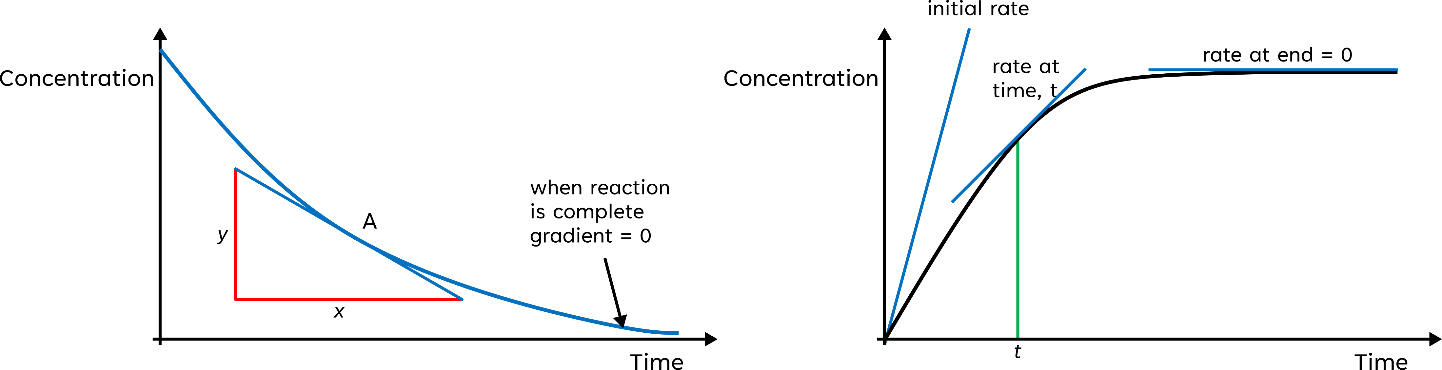 Concentration
y
x
A
when reaction
is complete
gradient = 0
Time
initial rate
Concentration
rate at
time, t
rate at end = 0
t
Time